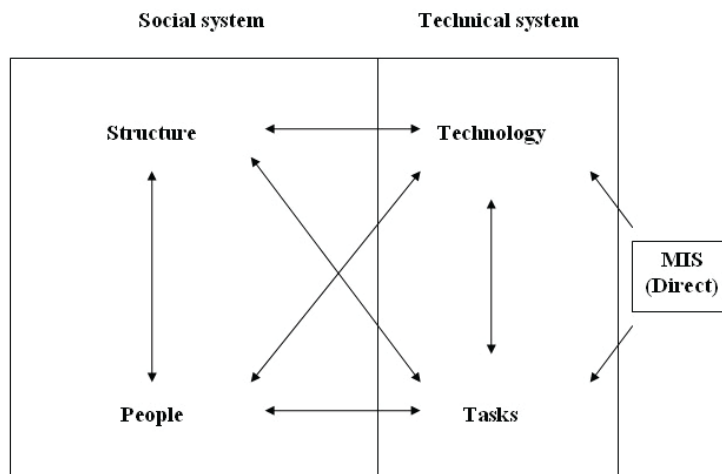 Social system
Technical system
Structure
Technology
MIS
(Direct)
People
Tasks